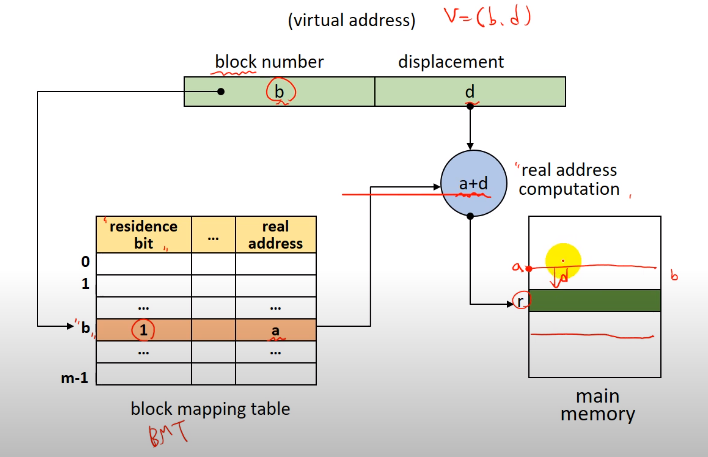 (virtual address) V=(b.d)
block number displacement
b d
a+d
"real address
computation "
"residence
bit "
...
real
address
0
1
... ...
"b" 1 a
... ...
m-1
block mapping table
BMT
a d b
r
main
memory